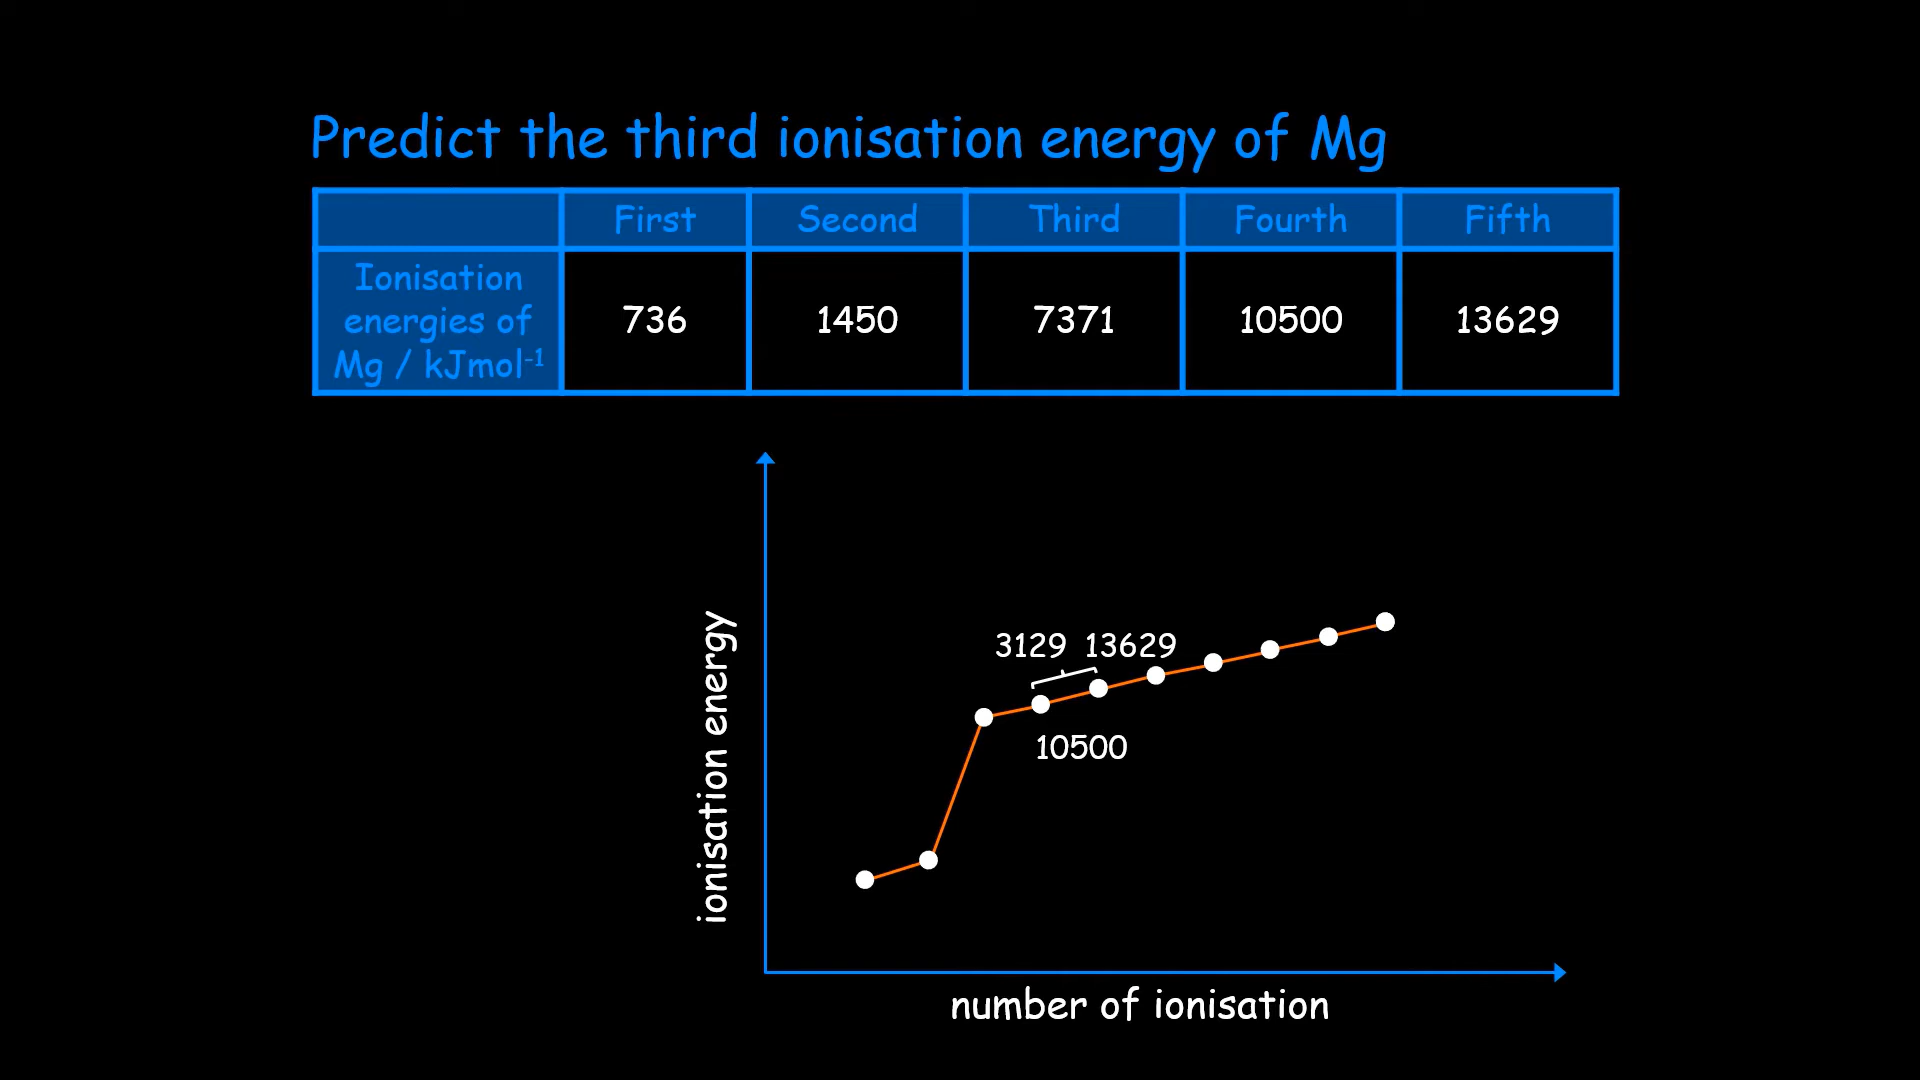 Predict the third ionisation energy of Mg
First Second Third Fourth Fifth
Ionisation
energies of
Mg / kJmol⁻¹
736 1450 7371 10500 13629
3129 13629
10500
ionisation energy
number of ionisation